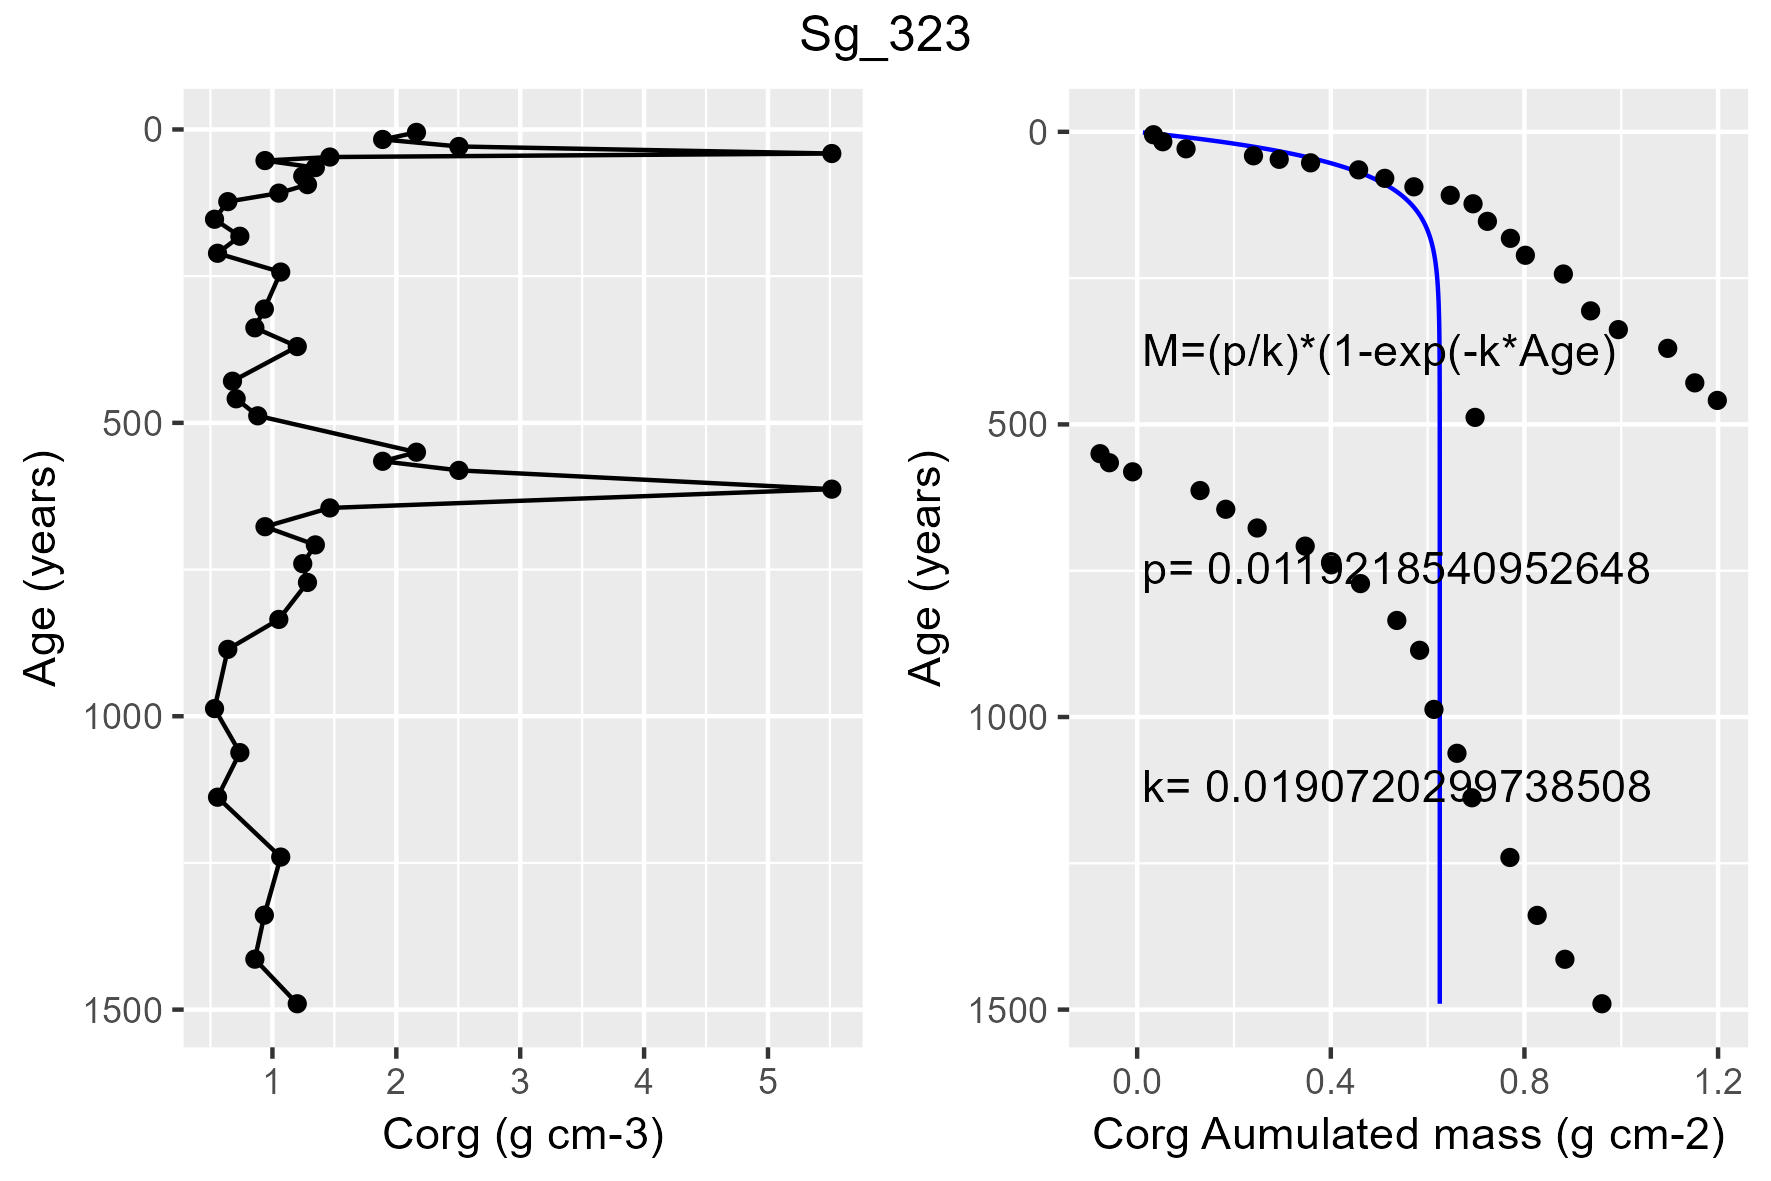 Sg_323
0
500
1000
1500
Age (years)
1 2 3 4 5
Corg (g cm-3)
0
500
1000
1500
Age (years)
M=(p/k)*(1-exp(-k*Age)
p= 0.0119218540952648
k= 0.0190720299738508
0.0 0.4 0.8 1.2
Corg Aumulated mass (g cm-2)